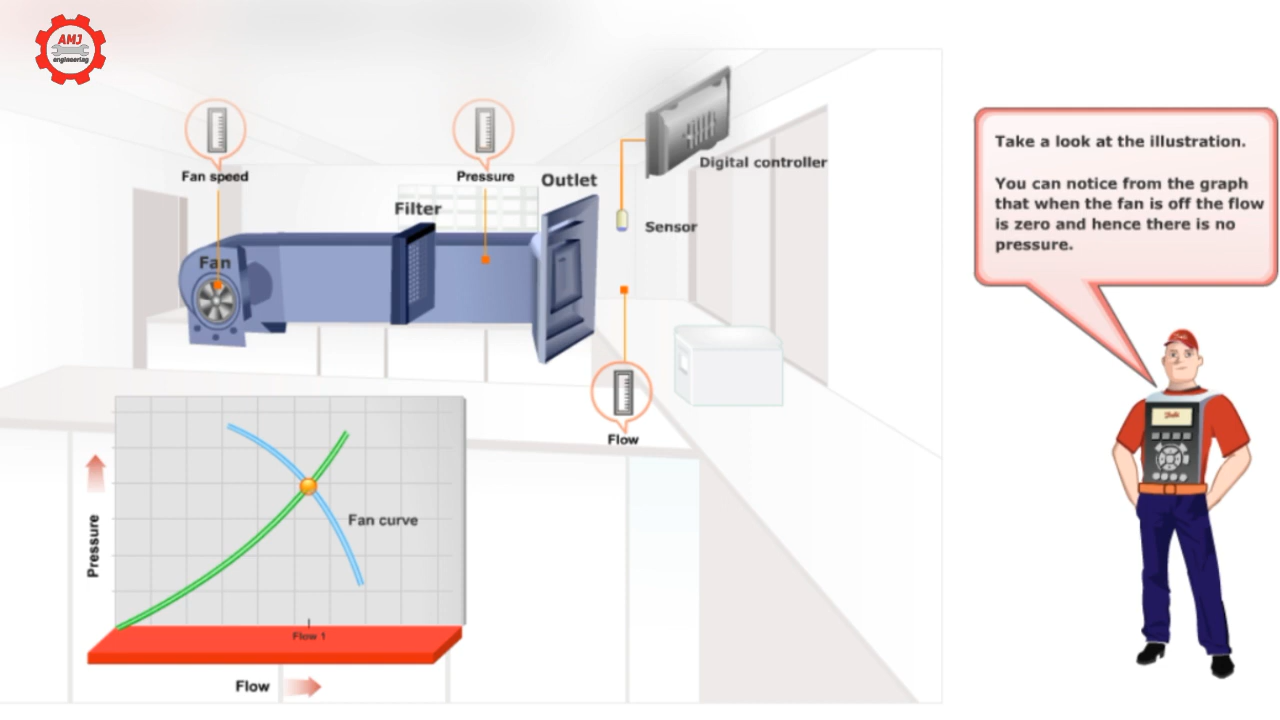 AMJ
engineering
Fan speed
Pressure
Outlet
Digital controller
Filter
Sensor
Fan
Flow
Take a look at the illustration.
You can notice from the graph
that when the fan is off the flow
is zero and hence there is no
pressure.
Danfoss
Pressure
Fan curve
Flow 1
Flow